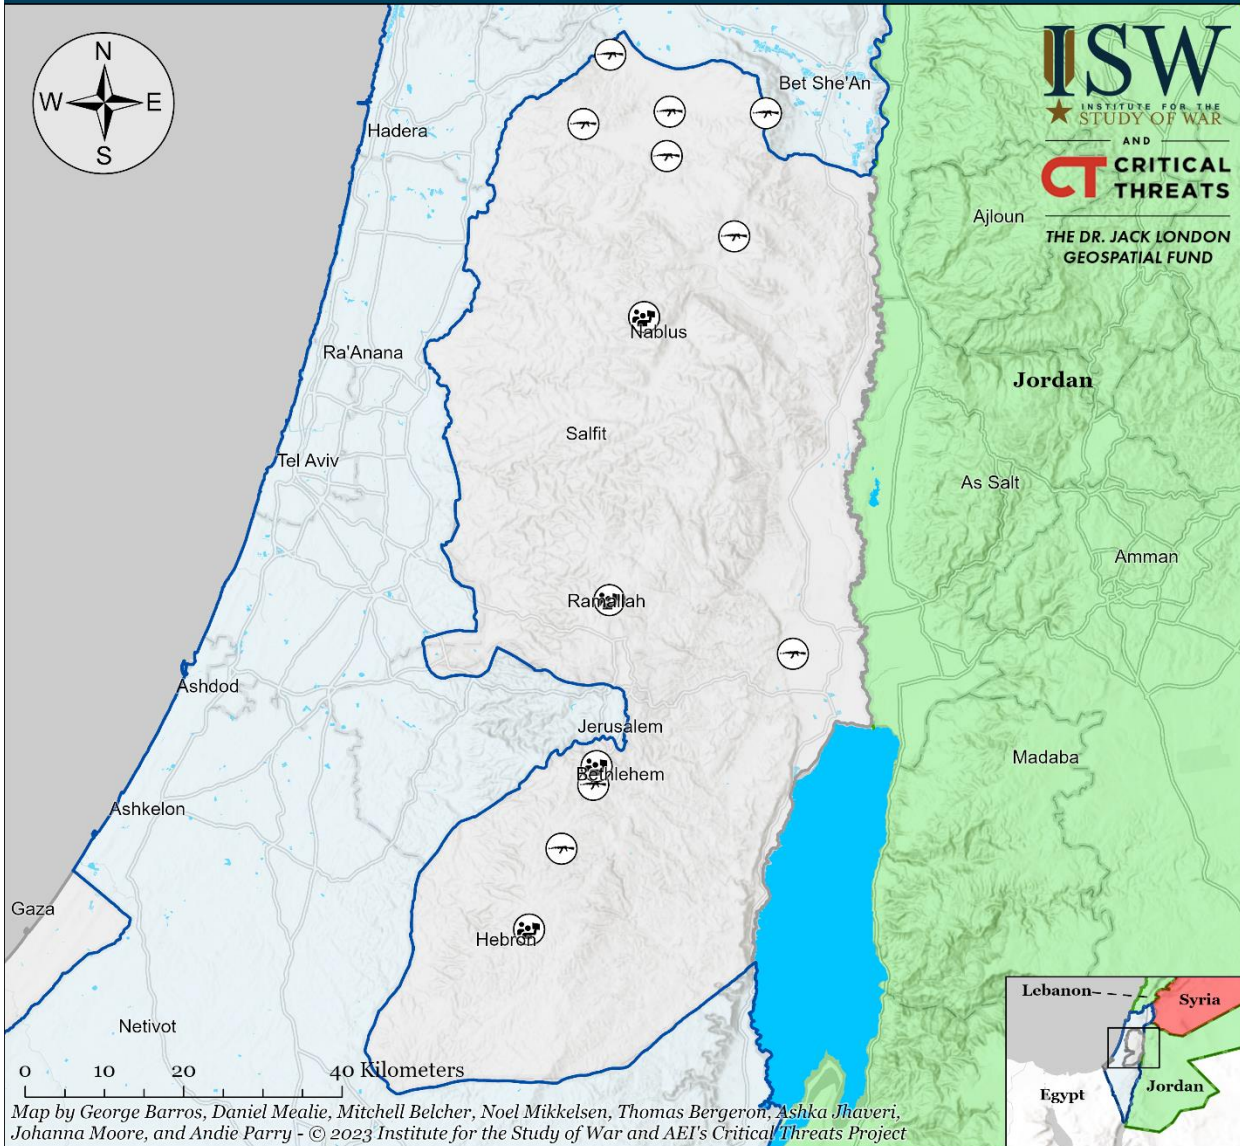 N
W
E
S
ISW
INSTITUTE FOR THE
STUDY OF WAR
AND
CT CRITICAL
THREATS
THE DR. JACK LONDON
GEOSPATIAL FUND
Bet She'An
Hadera
Ajloun
Nablus
Ra'Anana
Jordan
Salfit
Tel Aviv
As Salt
Amman
Ramallah
Ashdod
Jerusalem
Madaba
Bethlehem
Ashkelon
Gaza
Hebron
Netivot
Lebanon
Syria
Egypt
Jordan
0 10 20 40 Kilometers
Map by George Barros, Daniel Mealie, Mitchell Belcher, Noel Mikkelsen, Thomas Bergeron, Ashka Jhaveri,
Johanna Moore, and Andie Parry - © 2023 Institute for the Study of War and AEI's Critical Threats Project